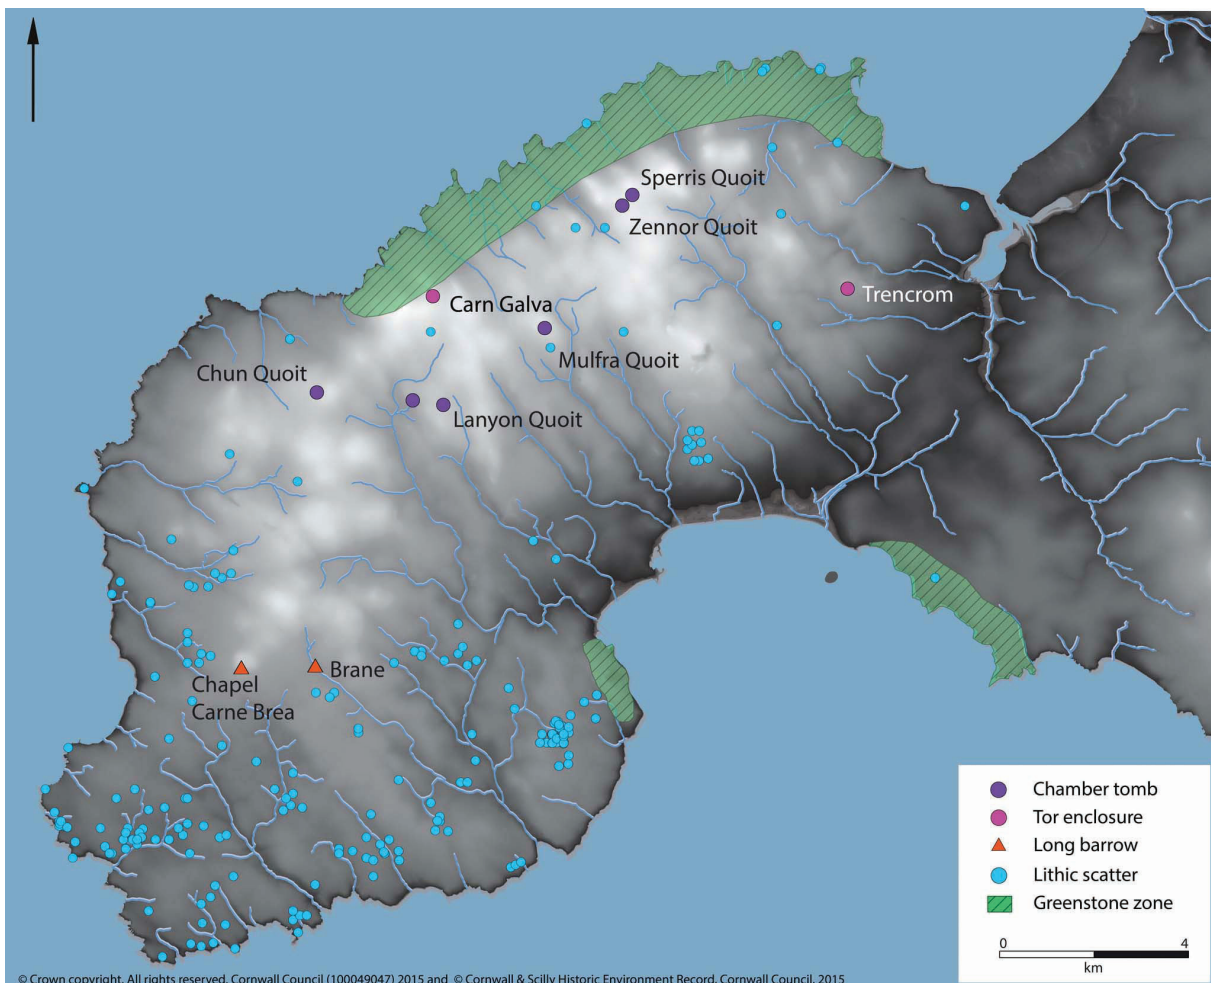 Sperris Quoit
Zennor Quoit
Carn Galva
Trencrom
Mulfra Quoit
Chun Quoit
Lanyon Quoit
Brane
Chapel
Carne Brea
Chamber tomb
Tor enclosure
Long barrow
Lithic scatter
Greenstone zone
0 4
km
© Crown copyright. All rights reserved. Cornwall Council (100049047) 2015 and © Cornwall & Scilly Historic Environment Record, Cornwall Council, 2015